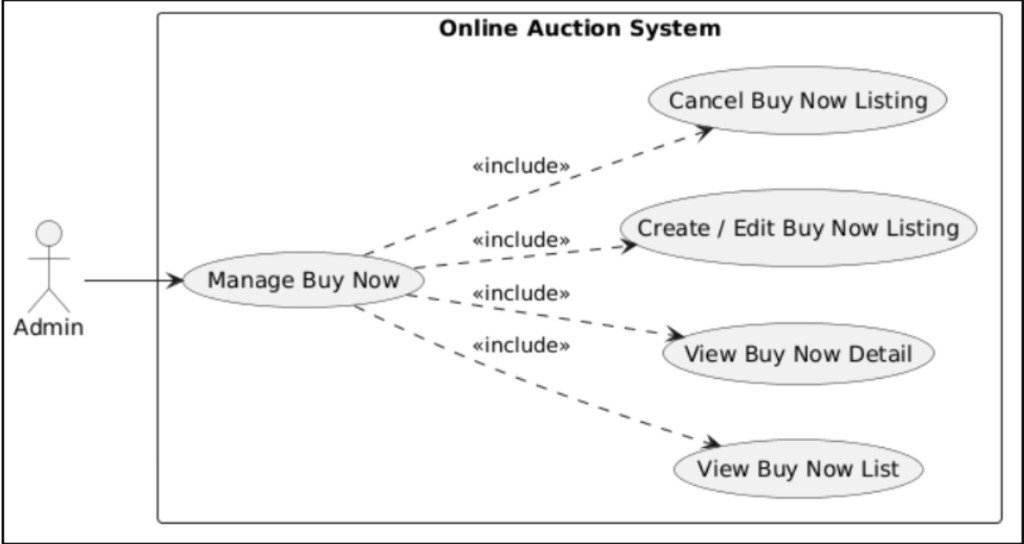 Online Auction System
Cancel Buy Now Listing
«include»
Create / Edit Buy Now Listing
«include»
Manage Buy Now
«include»
Admin
«include»
View Buy Now Detail
View Buy Now List